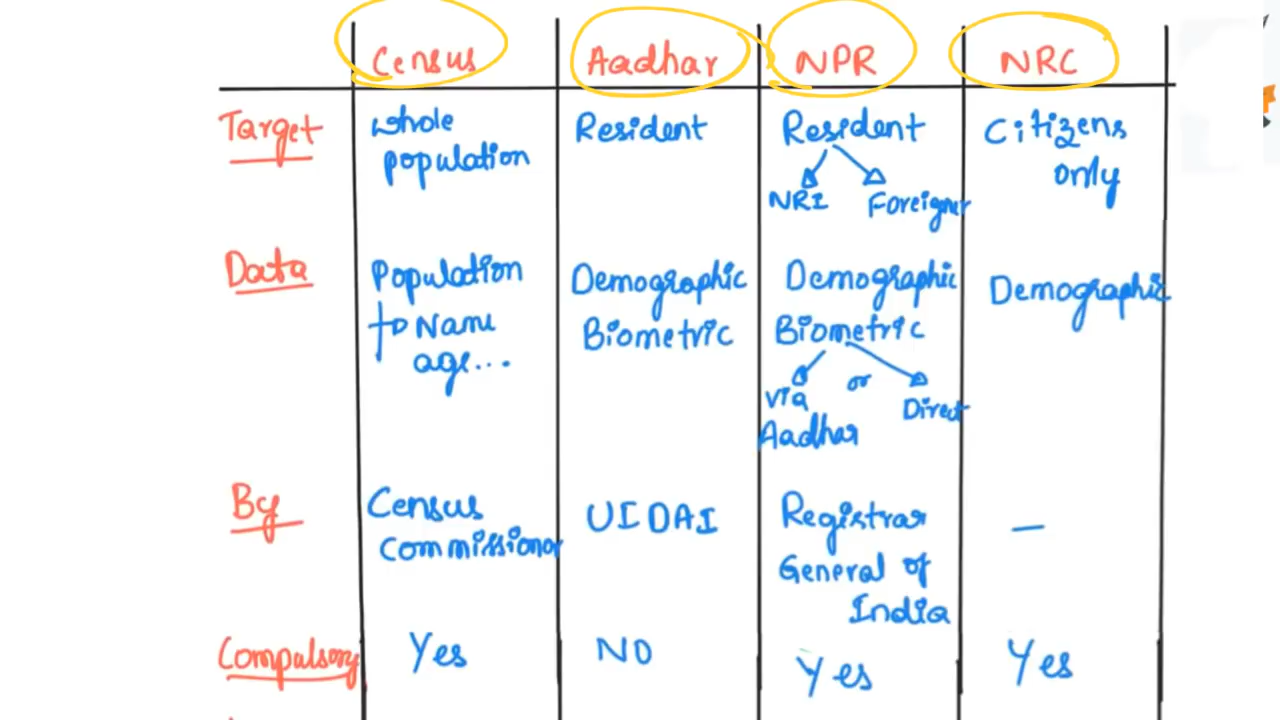 Census Aadhar NPR NRC
Target whole population Resident Resident Citizens only
NRI Foreigner
Data Population Demographic Demographic Demographic
Name Biometric Biometric
age...
via Aadhar or Direct
By Census Commissionor UIDAI Registrar General of India —
Compulsory Yes NO Yes Yes